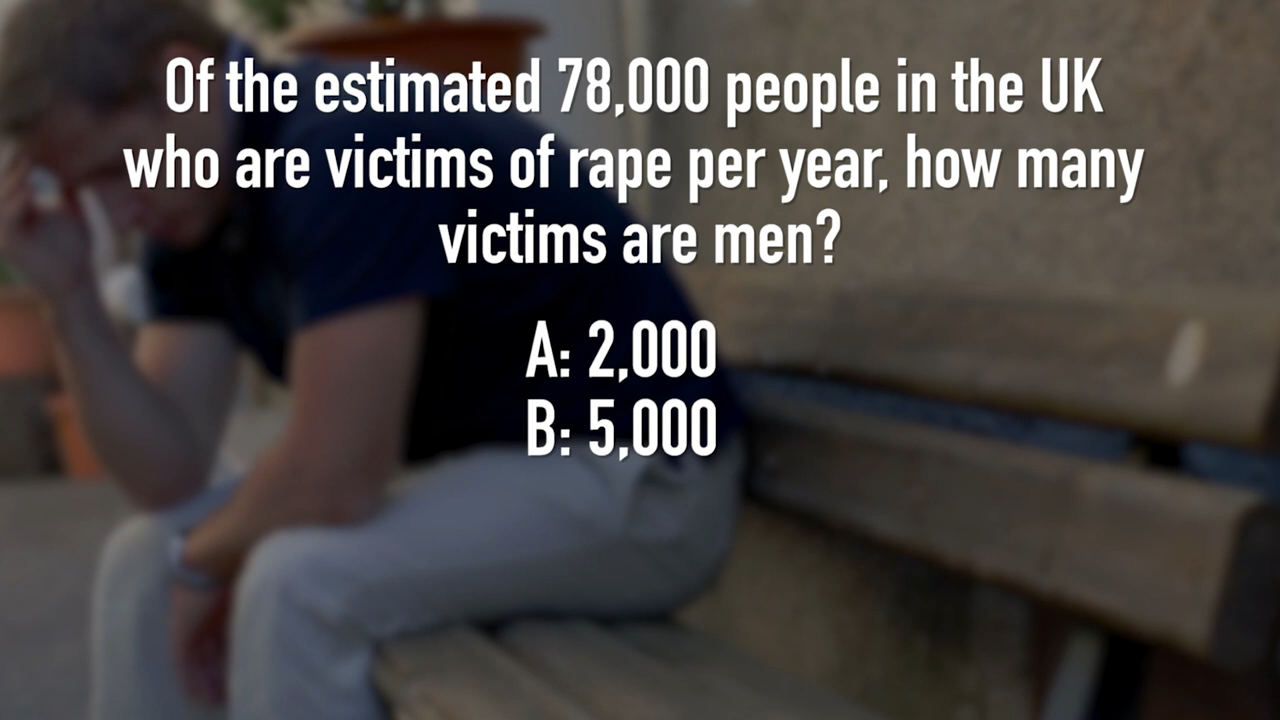 Of the estimated 78,000 people in the UK
who are victims of rape per year, how many
victims are men?
A: 2,000
B: 5,000